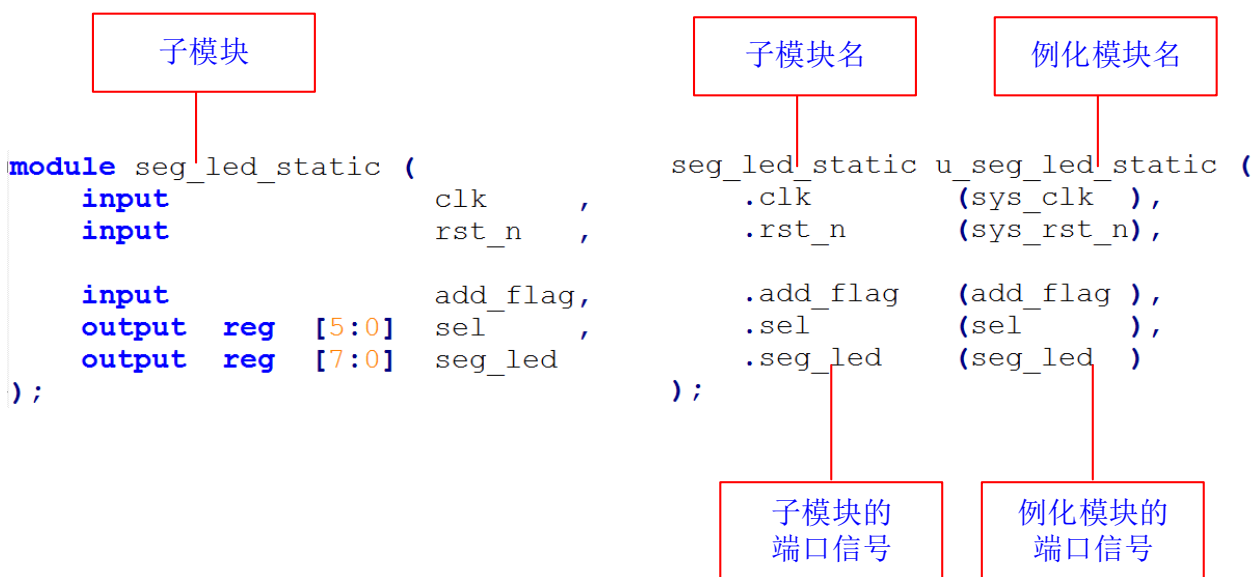 子模块
子模块名
例化模块名
module seg_led_static (
input clk ,
input rst_n ,
input add_flag,
output reg [5:0] sel ,
output reg [7:0] seg_led
);
seg_led_static u_seg_led_static (
.clk (sys_clk ),
.rst_n (sys_rst_n),
.add_flag (add_flag ),
.sel (sel ),
.seg_led (seg_led )
);
子模块的
端口信号
例化模块的
端口信号